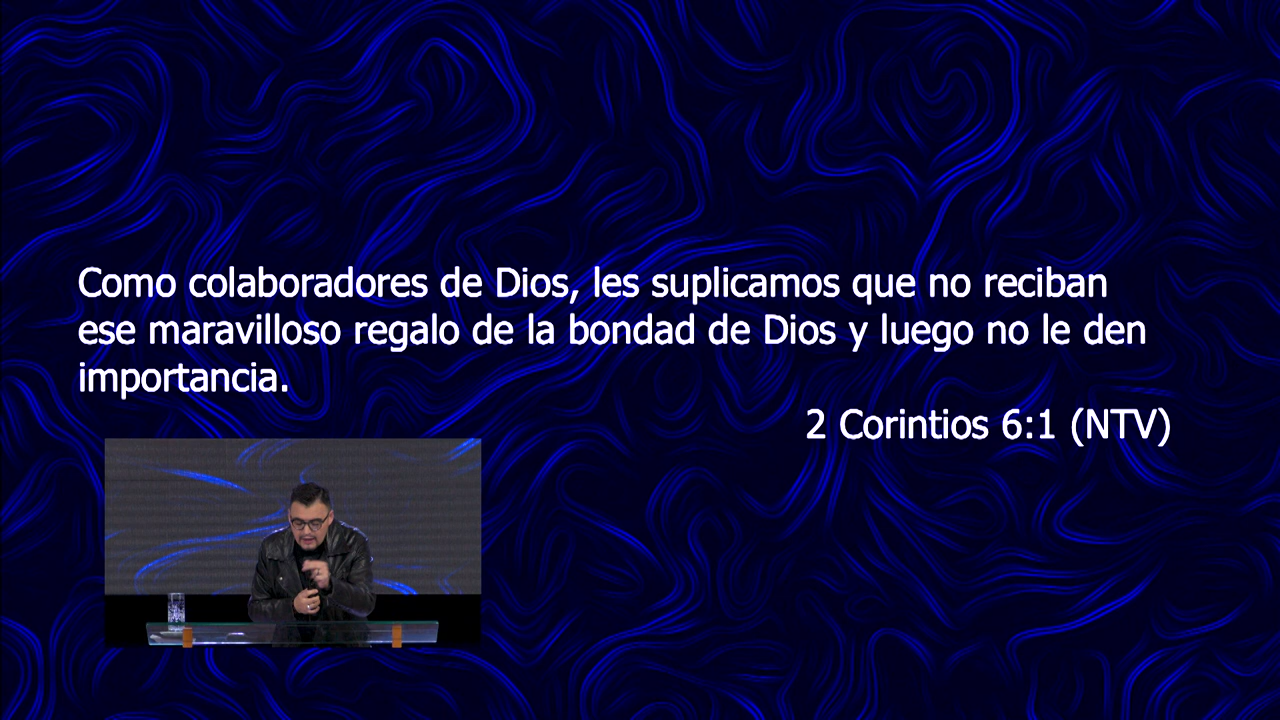 Como colaboradores de Dios, les suplicamos que no reciban
ese maravilloso regalo de la bondad de Dios y luego no le den
importancia.
2 Corintios 6:1 (NTV)